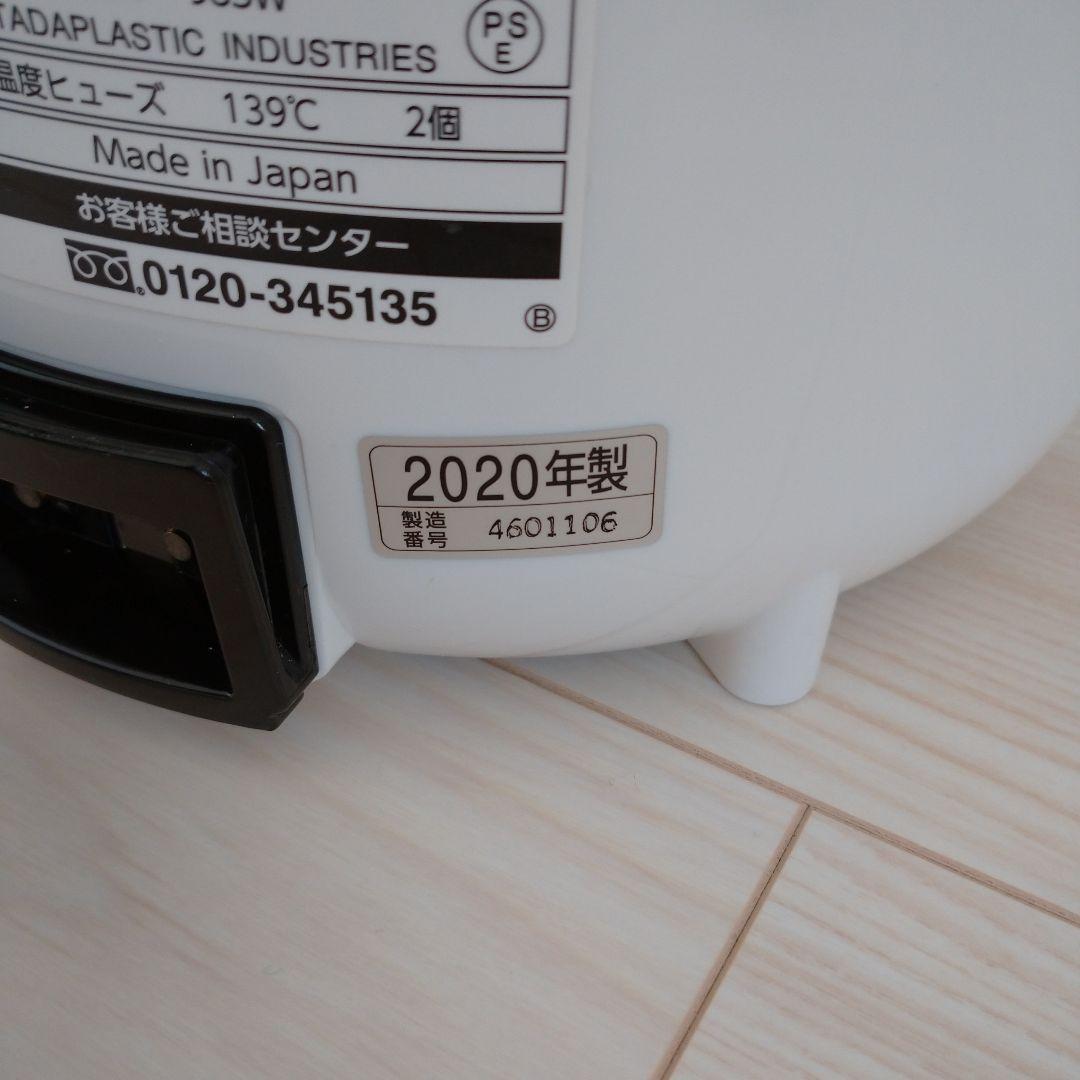 PS
E
TADAPLASTIC INDUSTRIES
温度ヒューズ 139℃ 2個
Made in Japan
お客様ご相談センター
0120-345135
Ⓑ
2020年製
製造番号 4601106